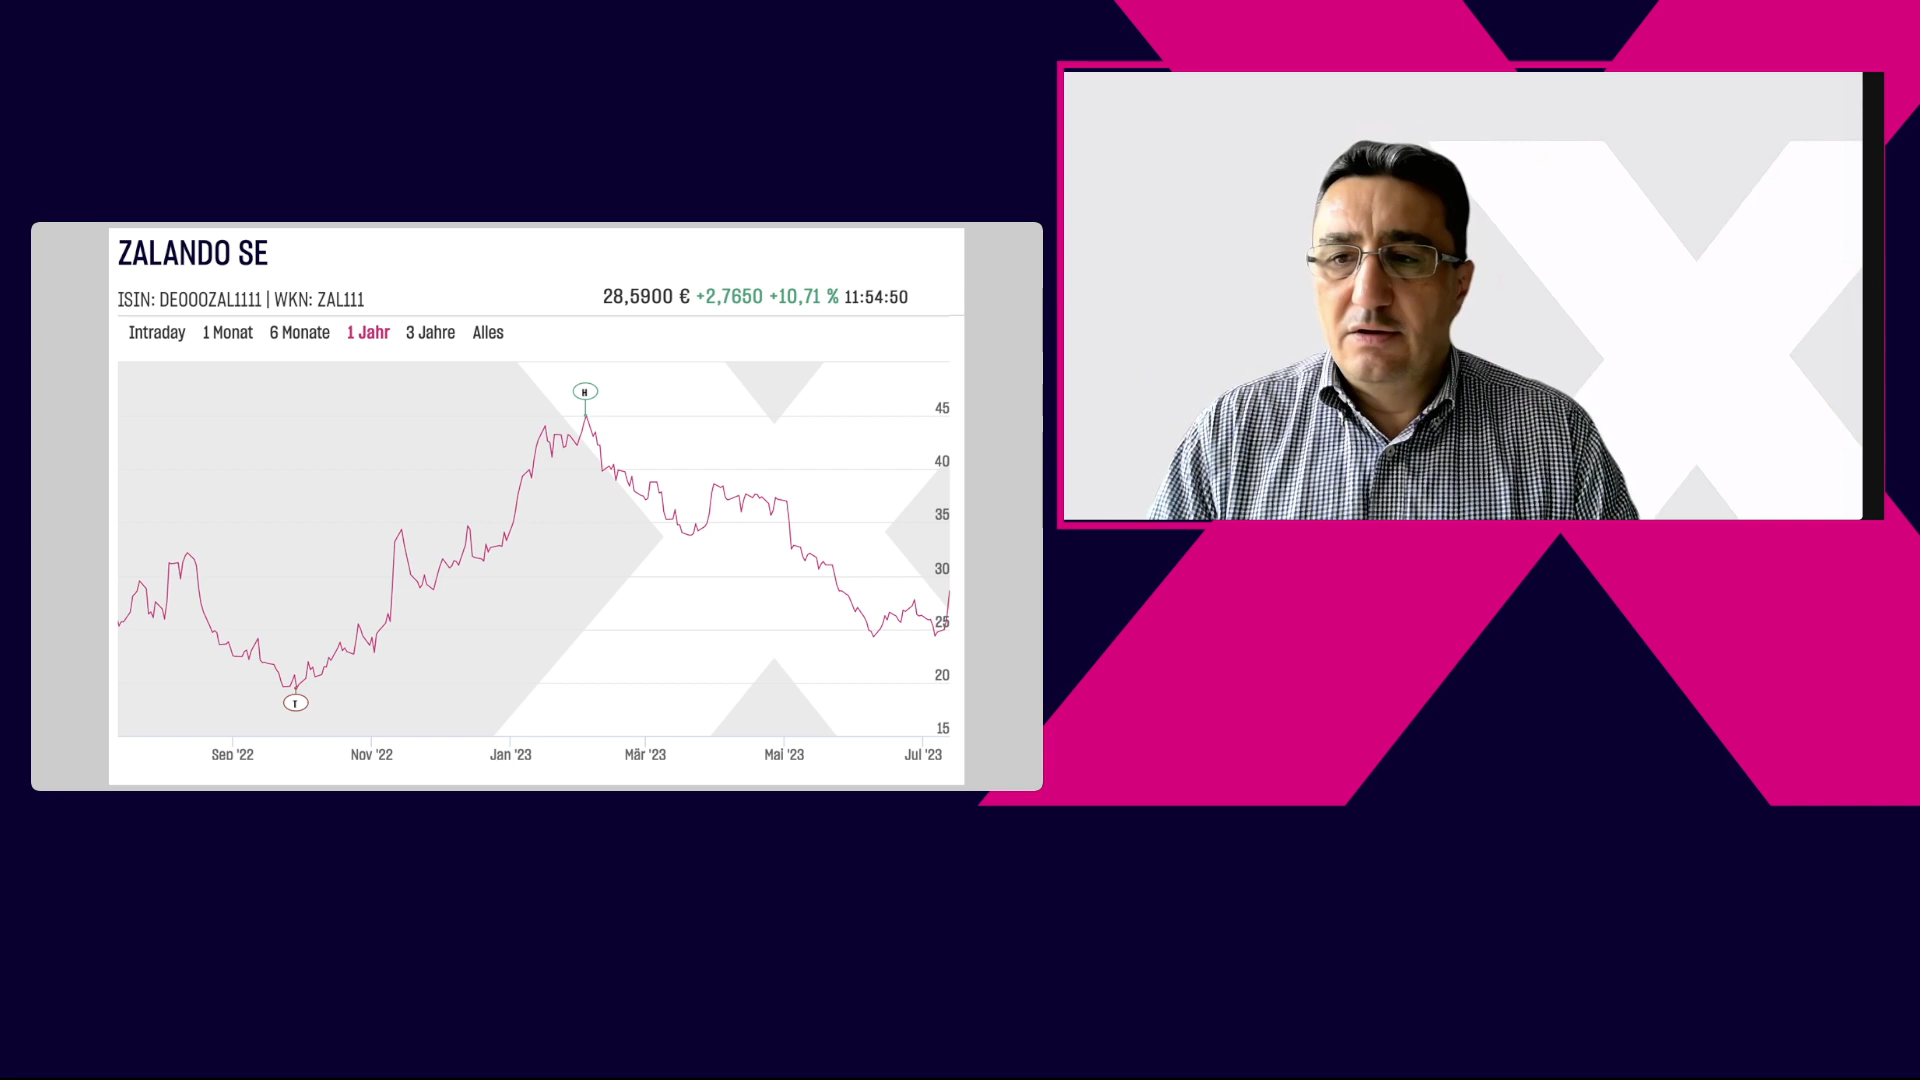 ZALANDO SE
ISIN: DE000ZAL1111 | WKN: ZAL111
28,5900 € +2,7650 +10,71 % 11:54:50
Intraday 1 Monat 6 Monate 1 Jahr 3 Jahre Alles
H
45
40
35
30
25
20
T
15
Sep '22 Nov '22 Jan '23 Mär '23 Mai '23 Jul '23